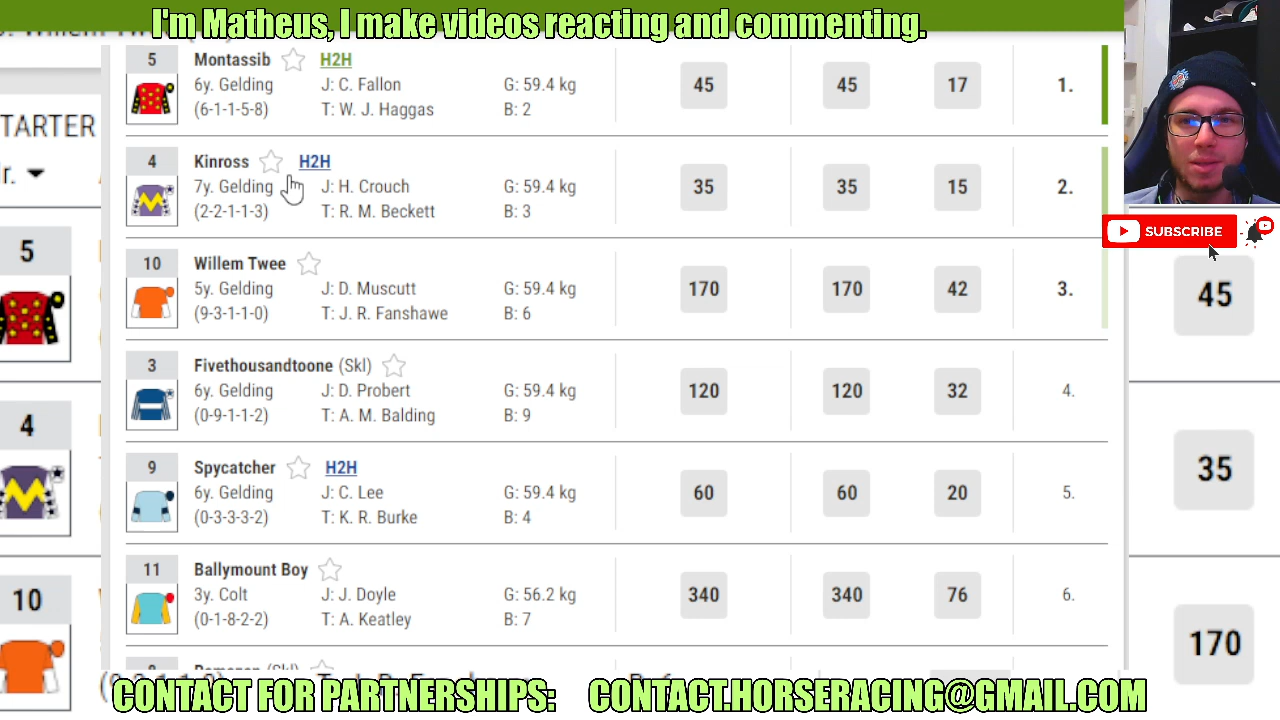 I'm Matheus, I make videos reacting and commenting.
TARTER
r.
5
4
10
5 Montassib H2H
6y. Gelding J: C. Fallon G: 59.4 kg 45 45 17 1.
(6-1-1-5-8) T: W. J. Haggas B: 2
4 Kinross H2H
7y. Gelding J: H. Crouch G: 59.4 kg 35 35 15 2.
(2-2-1-1-3) T: R. M. Beckett B: 3
10 Willem Twee
5y. Gelding J: D. Muscutt G: 59.4 kg 170 170 42 3.
(9-3-1-1-0) T: J. R. Fanshawe B: 6
3 Fivethousandtoone (Skl)
6y. Gelding J: D. Probert G: 59.4 kg 120 120 32 4.
(0-9-1-1-2) T: A. M. Balding B: 9
9 Spycatcher H2H
6y. Gelding J: C. Lee G: 59.4 kg 60 60 20 5.
(0-3-3-3-2) T: K. R. Burke B: 4
11 Ballymount Boy
3y. Colt J: J. Doyle G: 56.2 kg 340 340 76 6.
(0-1-8-2-2) T: A. Keatley B: 7
SUBSCRIBE
45
35
170
CONTACT FOR PARTNERSHIPS: CONTACT.HORSERACING@GMAIL.COM